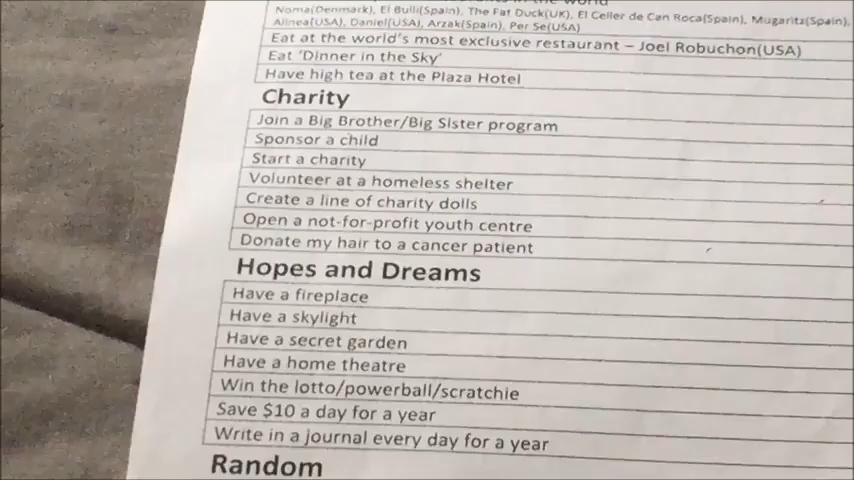 in the world
Noma(Denmark), El Bulli(Spain), The Fat Duck(UK), El Celler de Can Roca(Spain), Mugaritz(Spain),
Alinea(USA), Daniel(USA), Arzak(Spain), Per Se(USA)
Eat at the world's most exclusive restaurant – Joel Robuchon(USA)
Eat 'Dinner in the Sky'
Have high tea at the Plaza Hotel
Charity
Join a Big Brother/Big Sister program
Sponsor a child
Start a charity
Volunteer at a homeless shelter
Create a line of charity dolls
Open a not-for-profit youth centre
Donate my hair to a cancer patient
Hopes and Dreams
Have a fireplace
Have a skylight
Have a secret garden
Have a home theatre
Win the lotto/powerball/scratchie
Save $10 a day for a year
Write in a journal every day for a year
Random